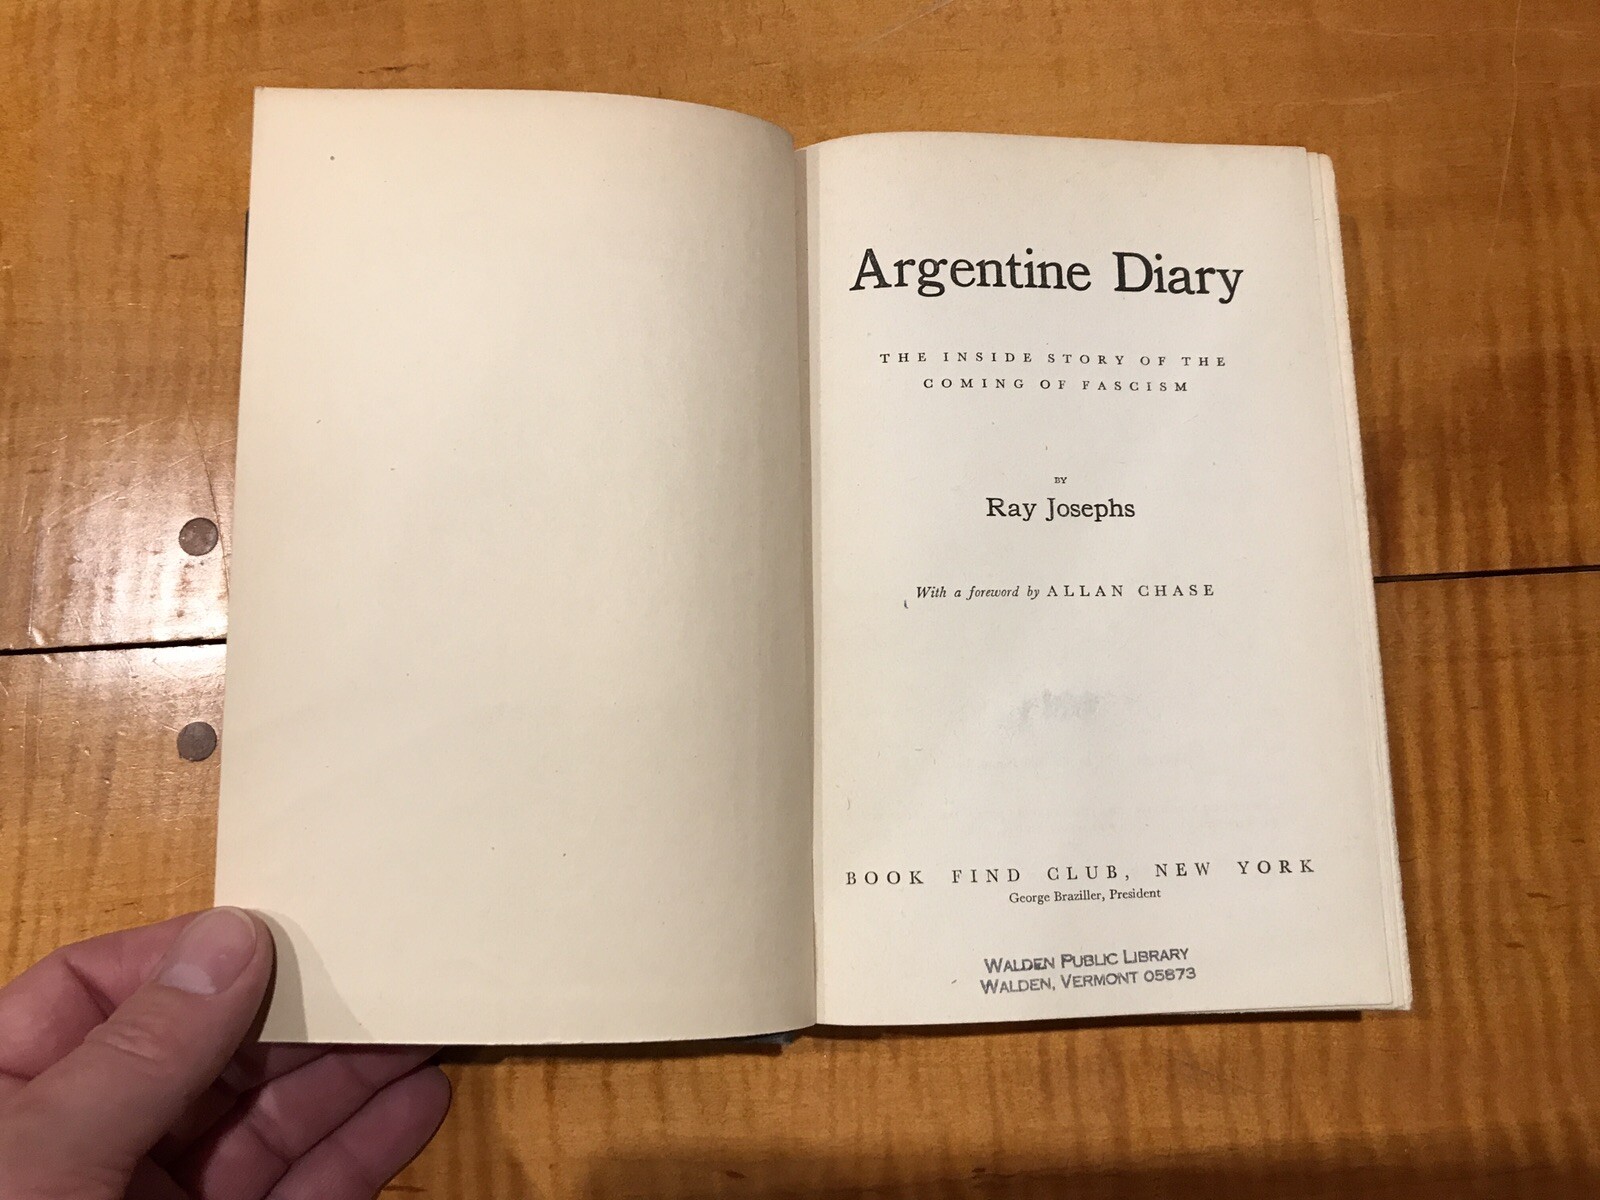 Argentine Diary
THE INSIDE STORY OF THE
COMING OF FASCISM
BY
Ray Josephs
With a foreword by ALLAN CHASE
BOOK FIND CLUB, NEW YORK
George Braziller, President
WALDEN PUBLIC LIBRARY
WALDEN, VERMONT 05873